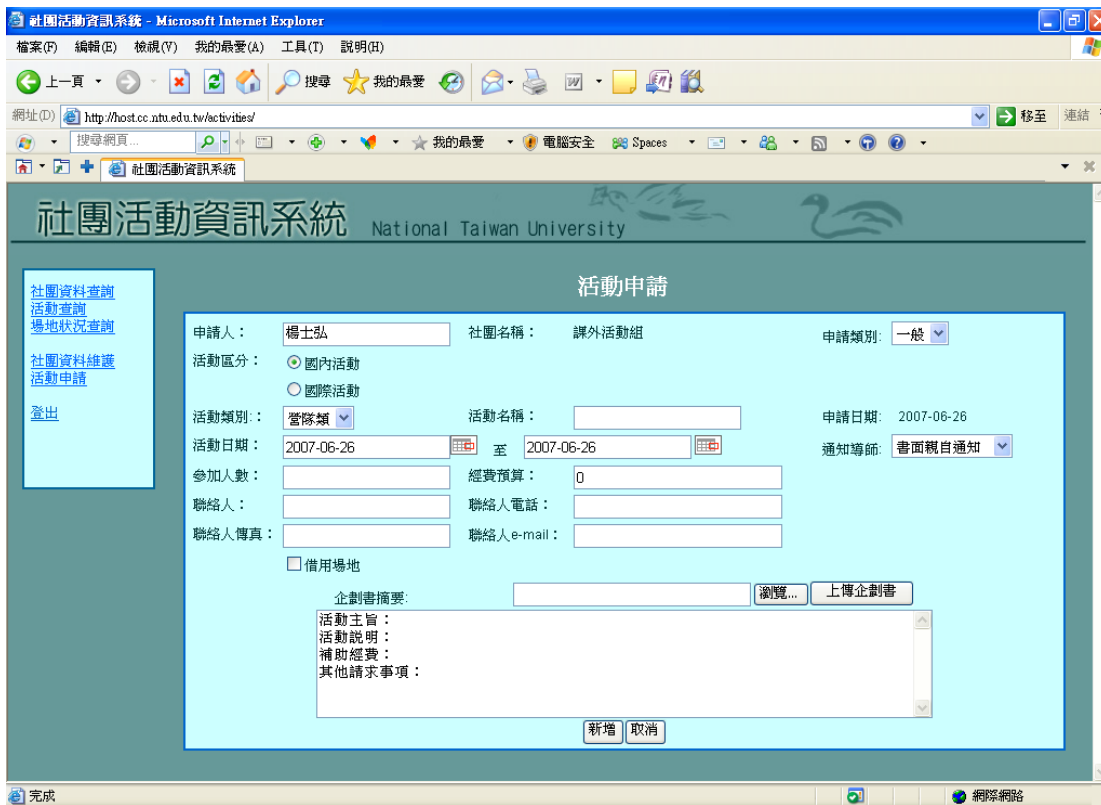 社團活動資訊系統 - Microsoft Internet Explorer
檔案(F) 編輯(E) 檢視(V) 我的最愛(A) 工具(T) 說明(H)
上一頁 搜尋 我的最愛
網址(D) http://host.cc.ntu.edu.tw/activities/ 移至 連結
搜尋網頁... 我的最愛 電腦安全 Spaces
社團活動資訊系統
社團活動資訊系統 National Taiwan University
活動申請
社團資料查詢
活動查詢
場地狀況查詢
社團資料維護
活動申請
登出
申請人： 楊士弘 社團名稱： 課外活動組 申請類別: 一般
活動區分： 國內活動
國際活動
活動類別:： 營隊類 活動名稱： 申請日期: 2007-06-26
活動日期： 2007-06-26 至 2007-06-26 通知導師: 書面親自通知
參加人數： 經費預算： 0
聯絡人： 聯絡人電話：
聯絡人傳真： 聯絡人e-mail：
借用場地
企劃書摘要: 瀏覽... 上傳企劃書
活動主旨：
活動說明：
補助經費：
其他請求事項：
新增 取消
完成 網際網路